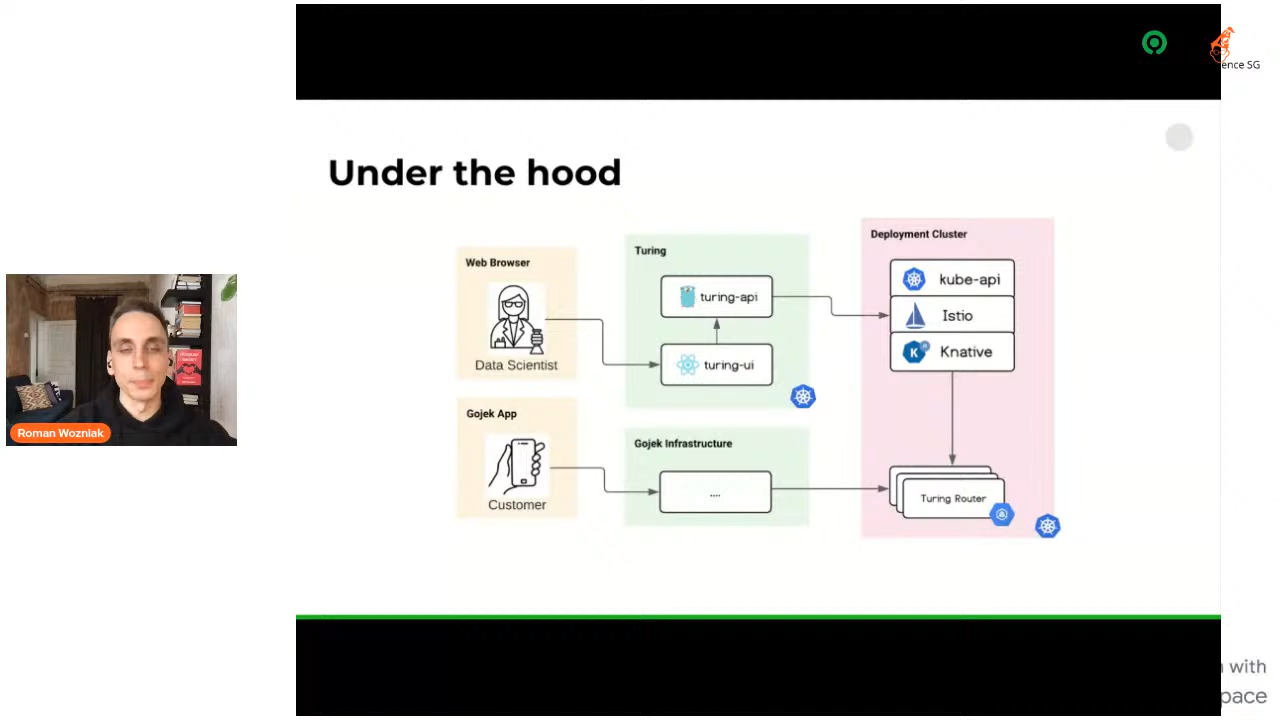 ence SG
Under the hood
Web Browser
Data Scientist
Gojek App
Customer
Turing
turing-api
turing-ui
Gojek Infrastructure
....
Deployment Cluster
kube-api
Istio
K
Knative
Turing Router
Roman Wozniak
with
pace